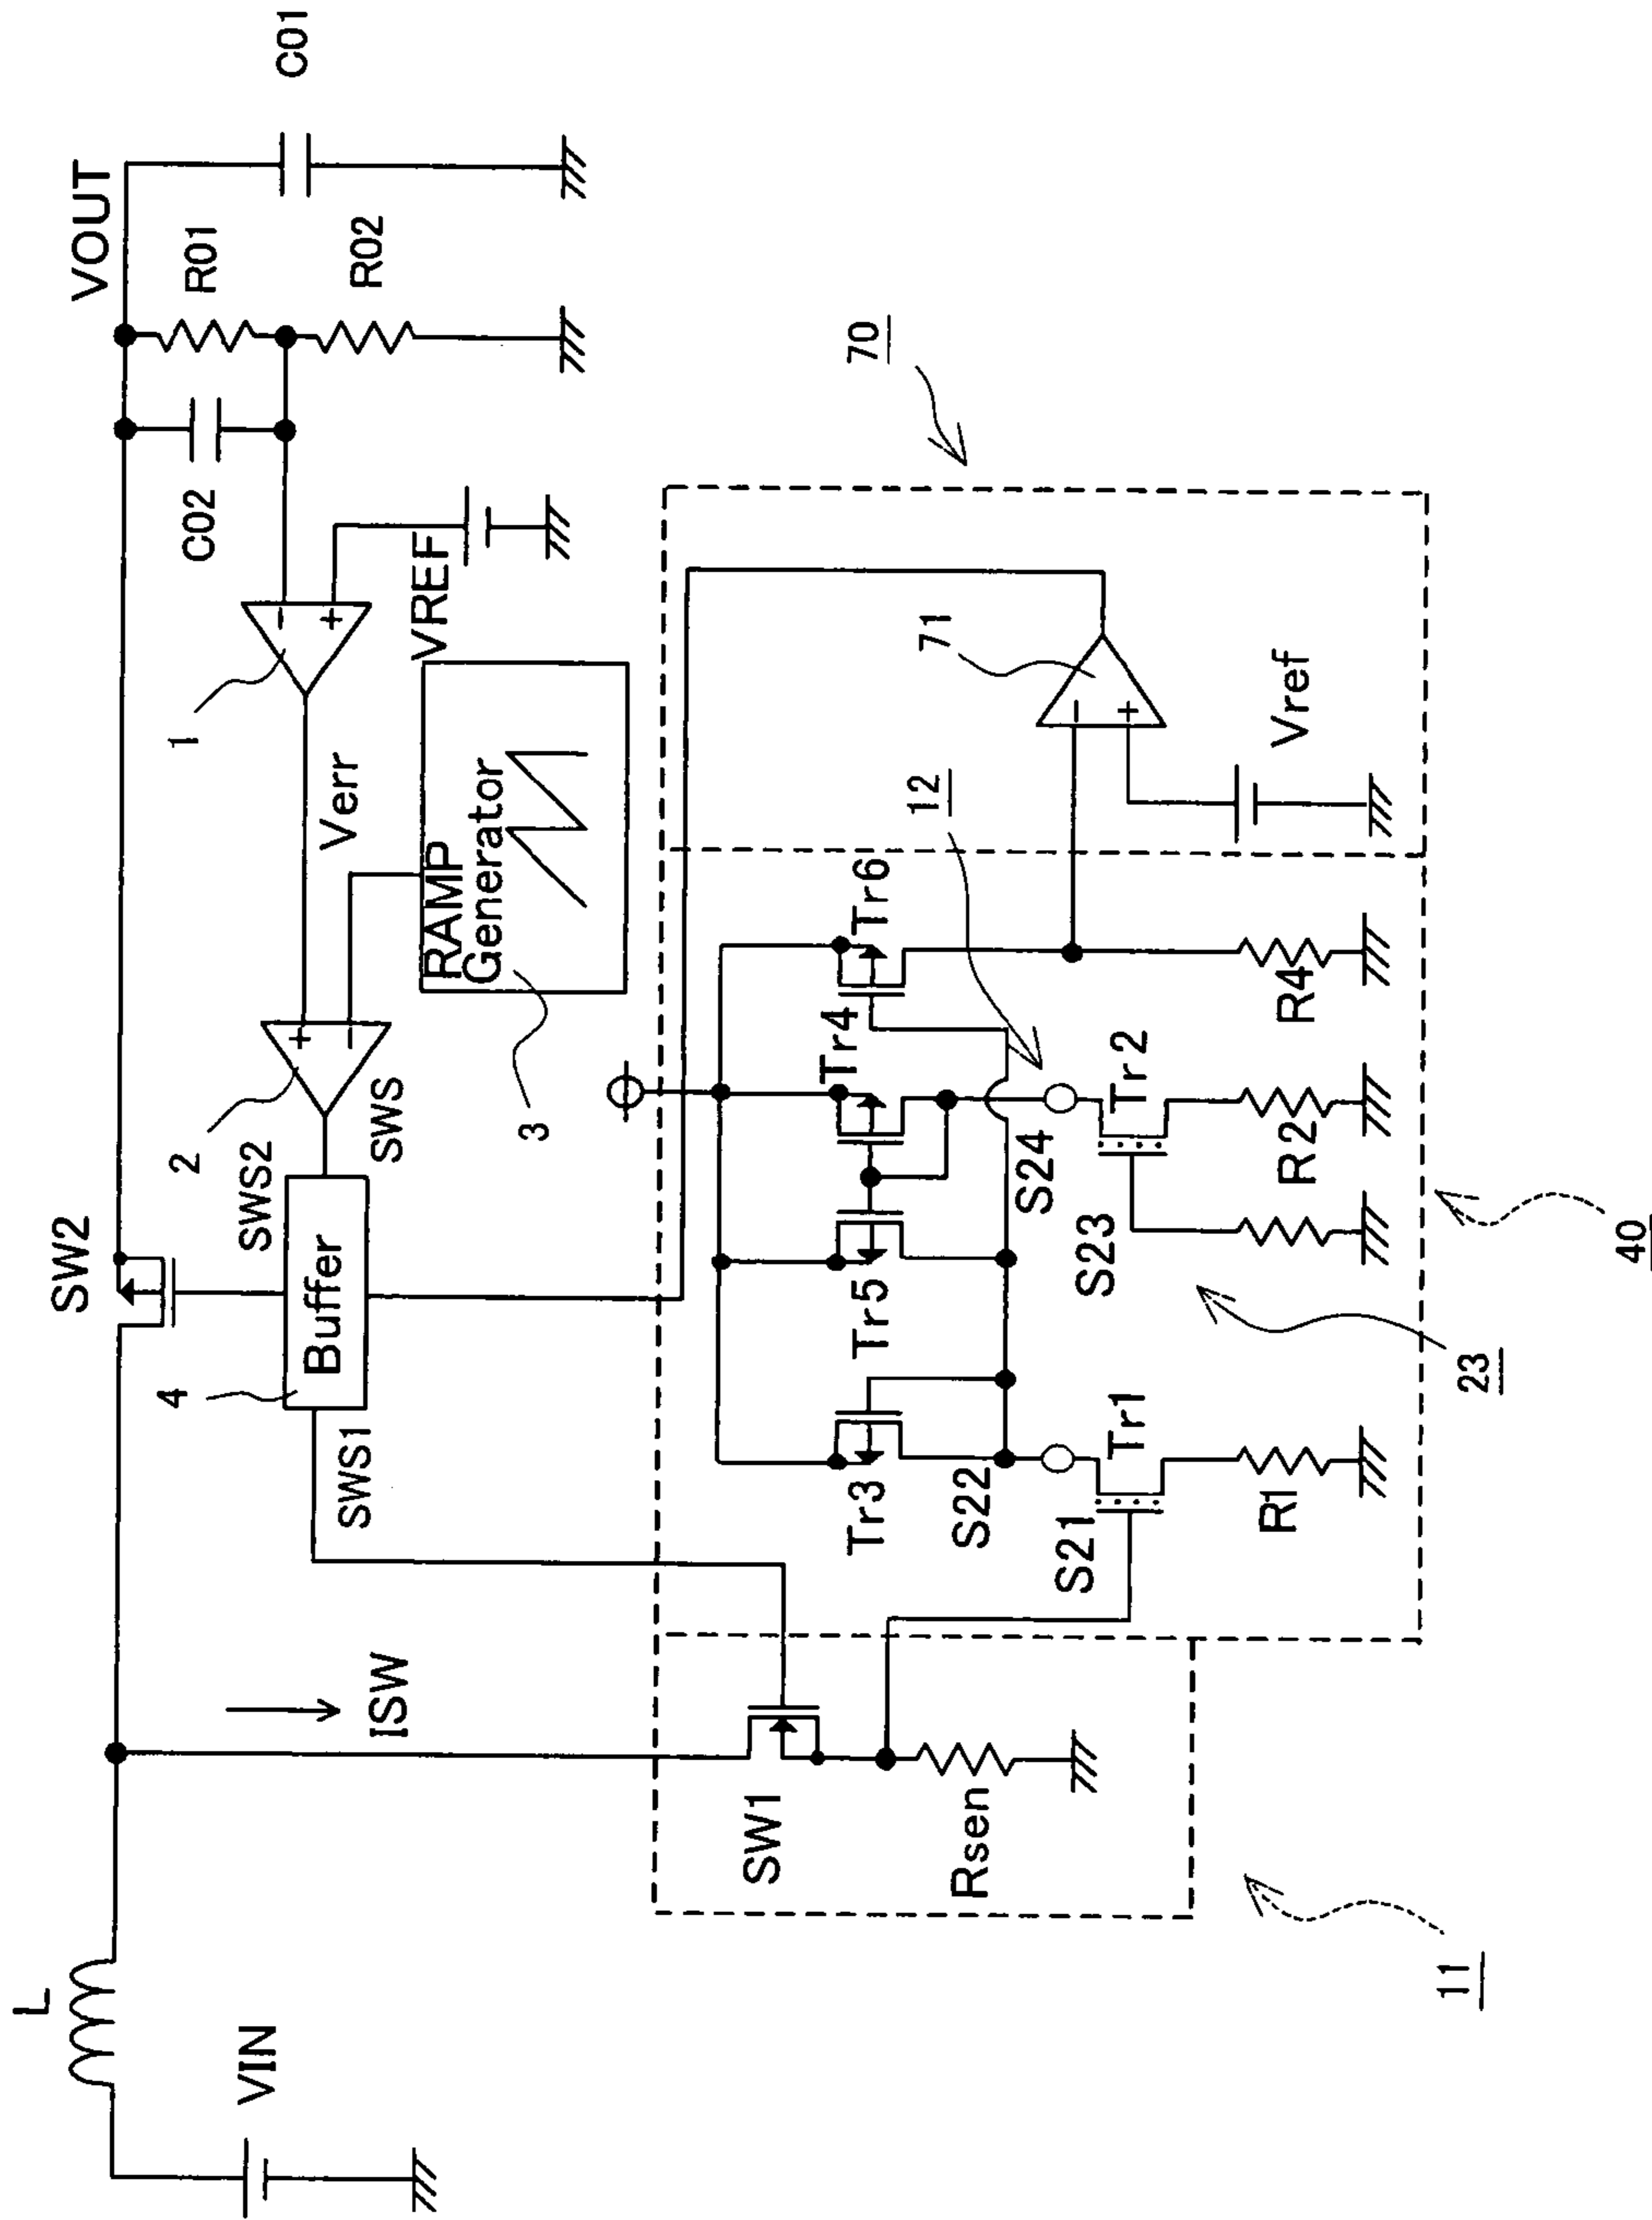 L
VIN
ISW
SW2
VOUT
C01
R01
R02
C02
1
VREF
Verr
2
SWS
SWS2
4
Buffer
SWS1
RAMP
Generator
3
SW1
Rsen
11
Tr3
Tr5
Tr4
Tr6
12
S22
S21
Tr1
R1
S24
S23
Tr2
R2
R4
23
40
71
Vref
70